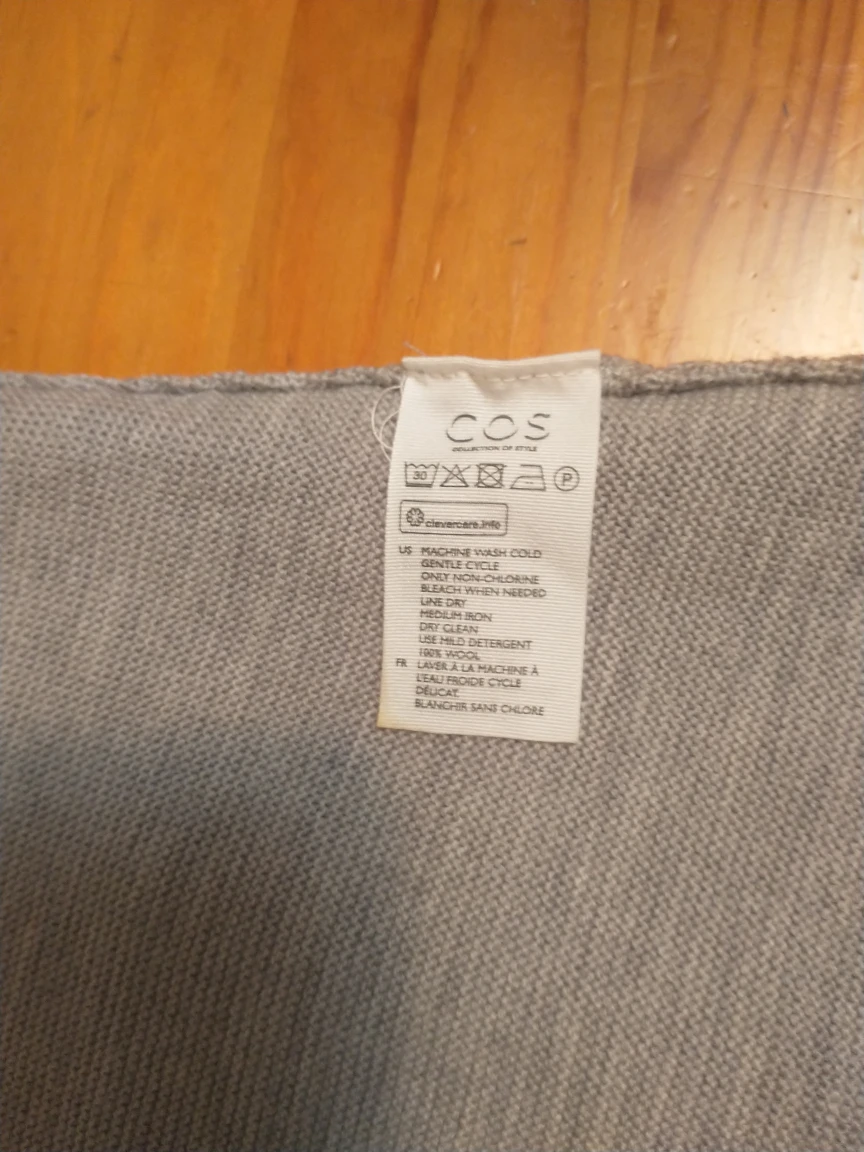 COS
COLLECTION OF STYLE
30 P
clevercare.info
US MACHINE WASH COLD
GENTLE CYCLE
ONLY NON-CHLORINE
BLEACH WHEN NEEDED
LINE DRY
MEDIUM IRON
DRY CLEAN
USE MILD DETERGENT
100% WOOL
FR LAVER À LA MACHINE À
L'EAU FROIDE CYCLE
DÉLICAT.
BLANCHIR SANS CHLORE